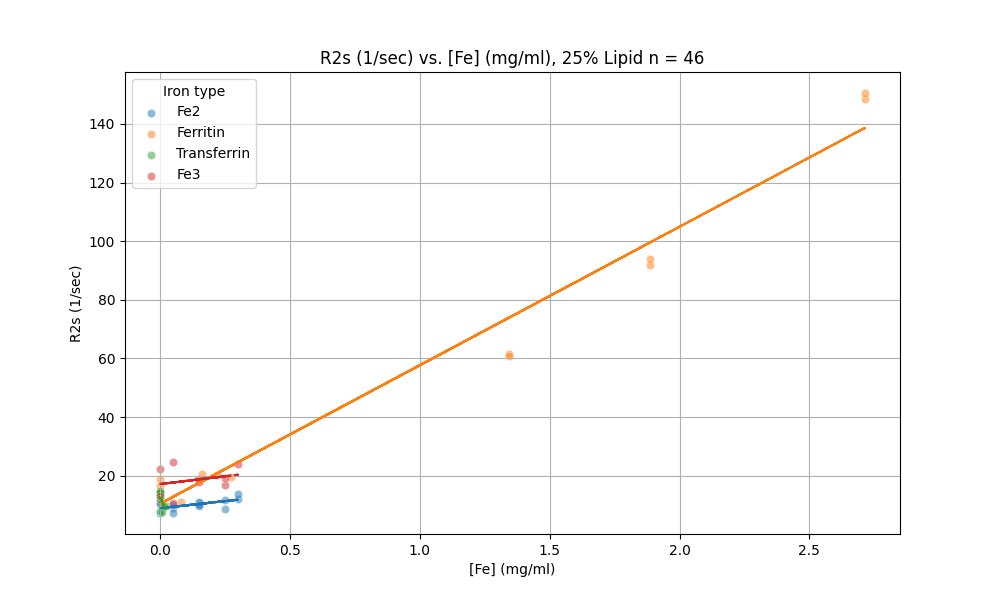 R2s (1/sec) vs. [Fe] (mg/ml), 25% Lipid n = 46
Iron type
Fe2
Ferritin
Transferrin
Fe3
R2s (1/sec)
140
120
100
80
60
40
20
0.0
0.5
1.0
1.5
2.0
2.5
[Fe] (mg/ml)